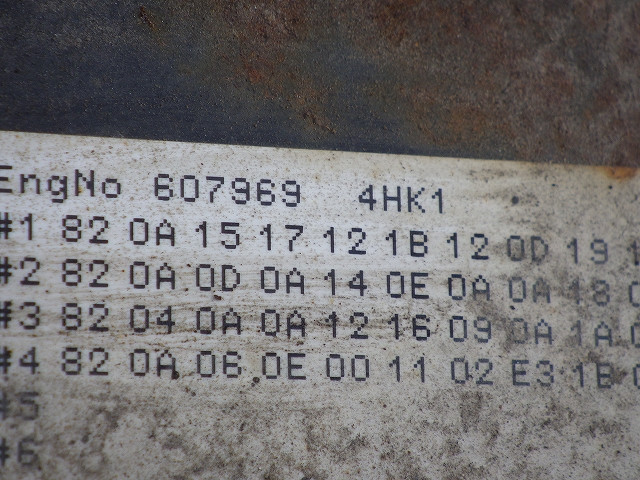 EngNo 607969 4HK1
#1 82 0A 15 17 12 1B 12 0D 19 1
#2 82 0A 0D 0A 14 0E 0A 0A 18
#3 82 04 0A 0A 12 16 09 0A 1A
#4 82 0A 06 0E 00 11 02 E3 1B
#5
#6